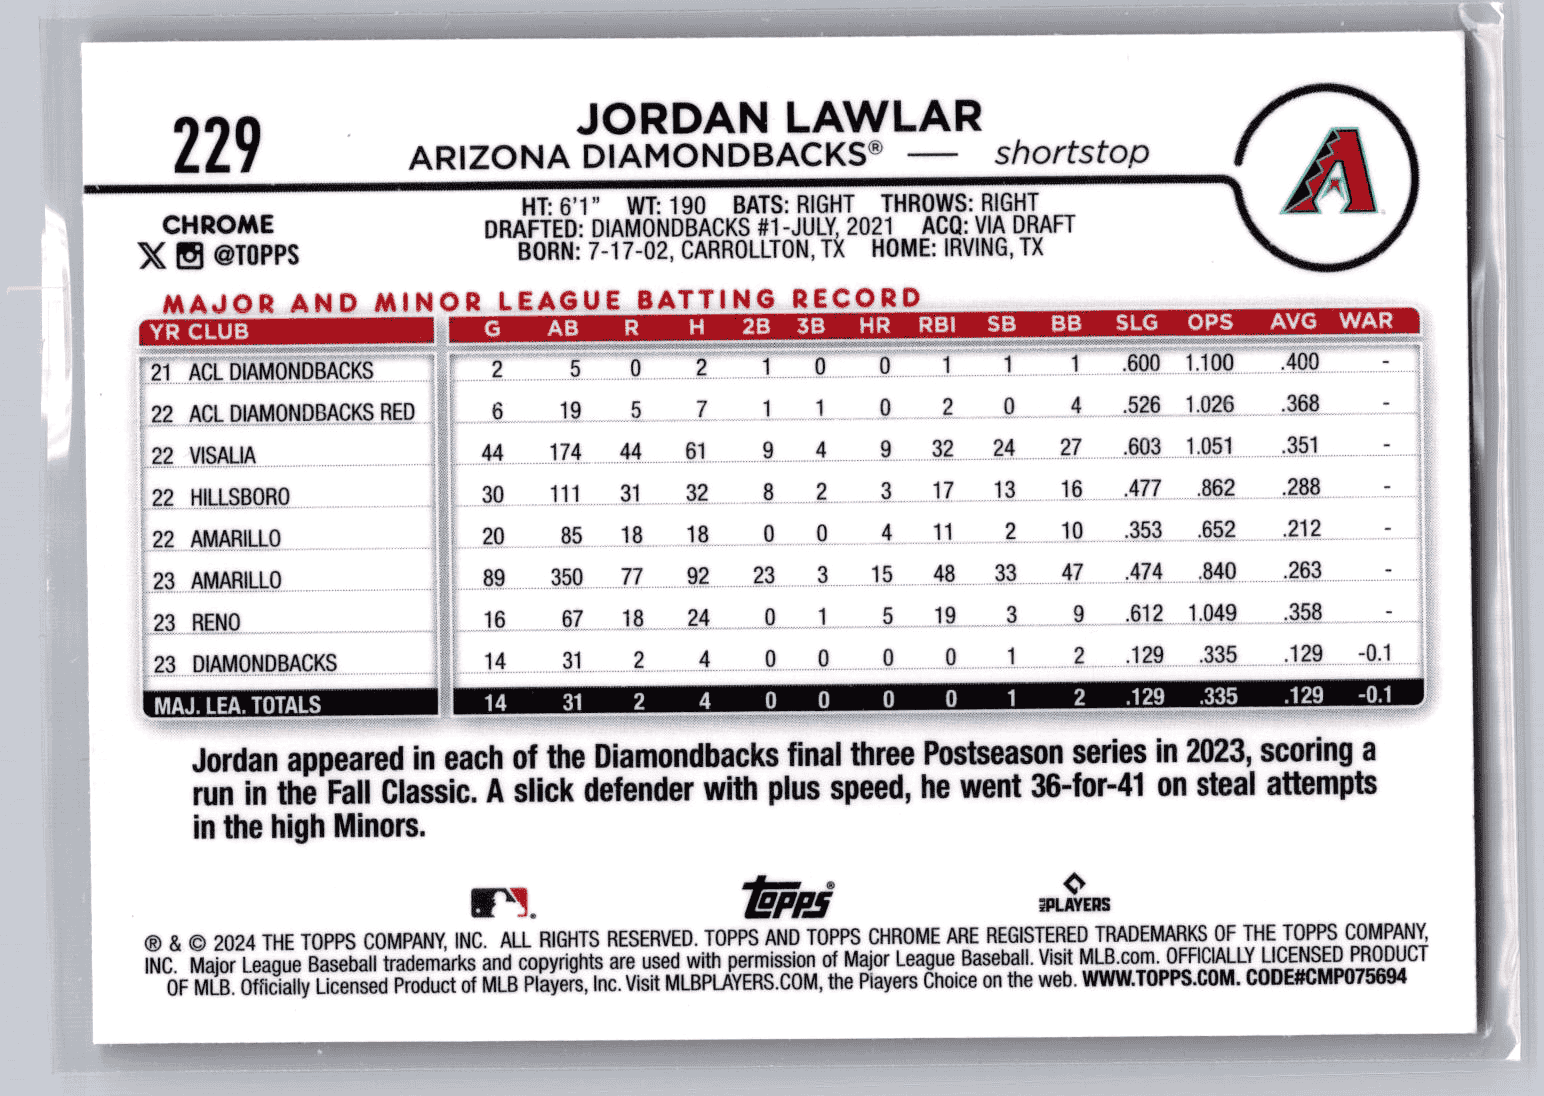 229
JORDAN LAWLAR
ARIZONA DIAMONDBACKS® — shortstop
CHROME
@TOPPS
HT: 6'1" WT: 190 BATS: RIGHT THROWS: RIGHT
DRAFTED: DIAMONDBACKS #1-JULY, 2021 ACQ: VIA DRAFT
BORN: 7-17-02, CARROLLTON, TX HOME: IRVING, TX
MAJOR AND MINOR LEAGUE BATTING RECORD
YR CLUB G AB R H 2B 3B HR RBI SB BB SLG OPS AVG WAR
21 ACL DIAMONDBACKS 2 5 0 2 1 0 0 1 1 1 .600 1.100 .400 -
22 ACL DIAMONDBACKS RED 6 19 5 7 1 1 0 2 0 4 .526 1.026 .368 -
22 VISALIA 44 174 44 61 9 4 9 32 24 27 .603 1.051 .351 -
22 HILLSBORO 30 111 31 32 8 2 3 17 13 16 .477 .862 .288 -
22 AMARILLO 20 85 18 18 0 0 4 11 2 10 .353 .652 .212 -
23 AMARILLO 89 350 77 92 23 3 15 48 33 47 .474 .840 .263 -
23 RENO 16 67 18 24 0 1 5 19 3 9 .612 1.049 .358 -
23 DIAMONDBACKS 14 31 2 4 0 0 0 0 1 2 .129 .335 .129 -0.1
MAJ. LEA. TOTALS 14 31 2 4 0 0 0 0 1 2 .129 .335 .129 -0.1
Jordan appeared in each of the Diamondbacks final three Postseason series in 2023, scoring a
run in the Fall Classic. A slick defender with plus speed, he went 36-for-41 on steal attempts
in the high Minors.
Topps®
MLB PLAYERS
® & © 2024 THE TOPPS COMPANY, INC. ALL RIGHTS RESERVED. TOPPS AND TOPPS CHROME ARE REGISTERED TRADEMARKS OF THE TOPPS COMPANY,
INC. Major League Baseball trademarks and copyrights are used with permission of Major League Baseball. Visit MLB.com. OFFICIALLY LICENSED PRODUCT
OF MLB. Officially Licensed Product of MLB Players, Inc. Visit MLBPLAYERS.COM, the Players Choice on the web. WWW.TOPPS.COM. CODE#CMP075694